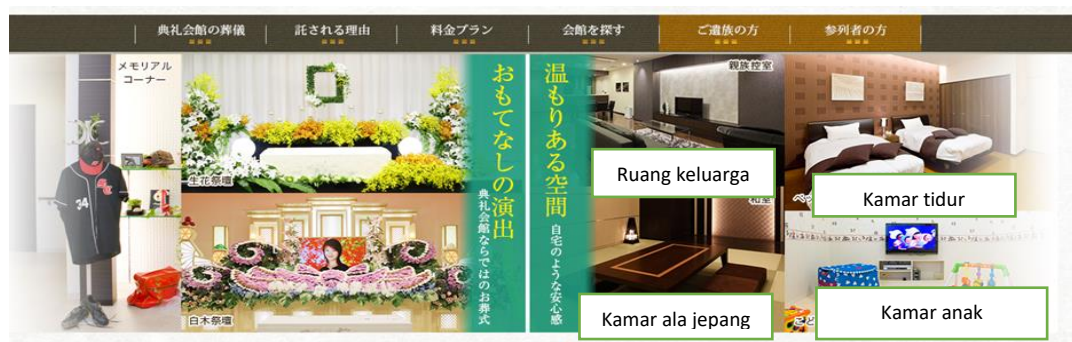 典礼会館の葬儀
託される理由
料金プラン
会館を探す
ご遺族の方
参列者の方
メモリアル
コーナー
34
生花祭壇
白木祭壇
おもてなしの演出
典礼会館ならではのお葬式
温もりある空間
自宅のような安心感
親族控室
Ruang keluarga
和室
Kamar ala jepang
Kamar tidur
Kamar anak